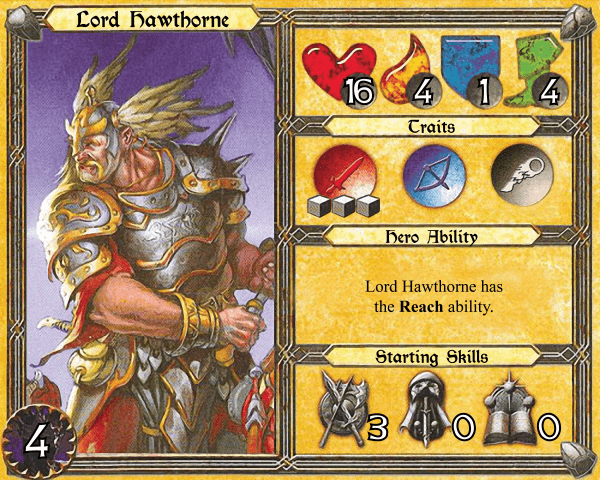 Lord Hawthorne
16 4 1 4
Traits
Hero Ability
Lord Hawthorne has
the Reach ability.
Starting Skills
3 0 0
4